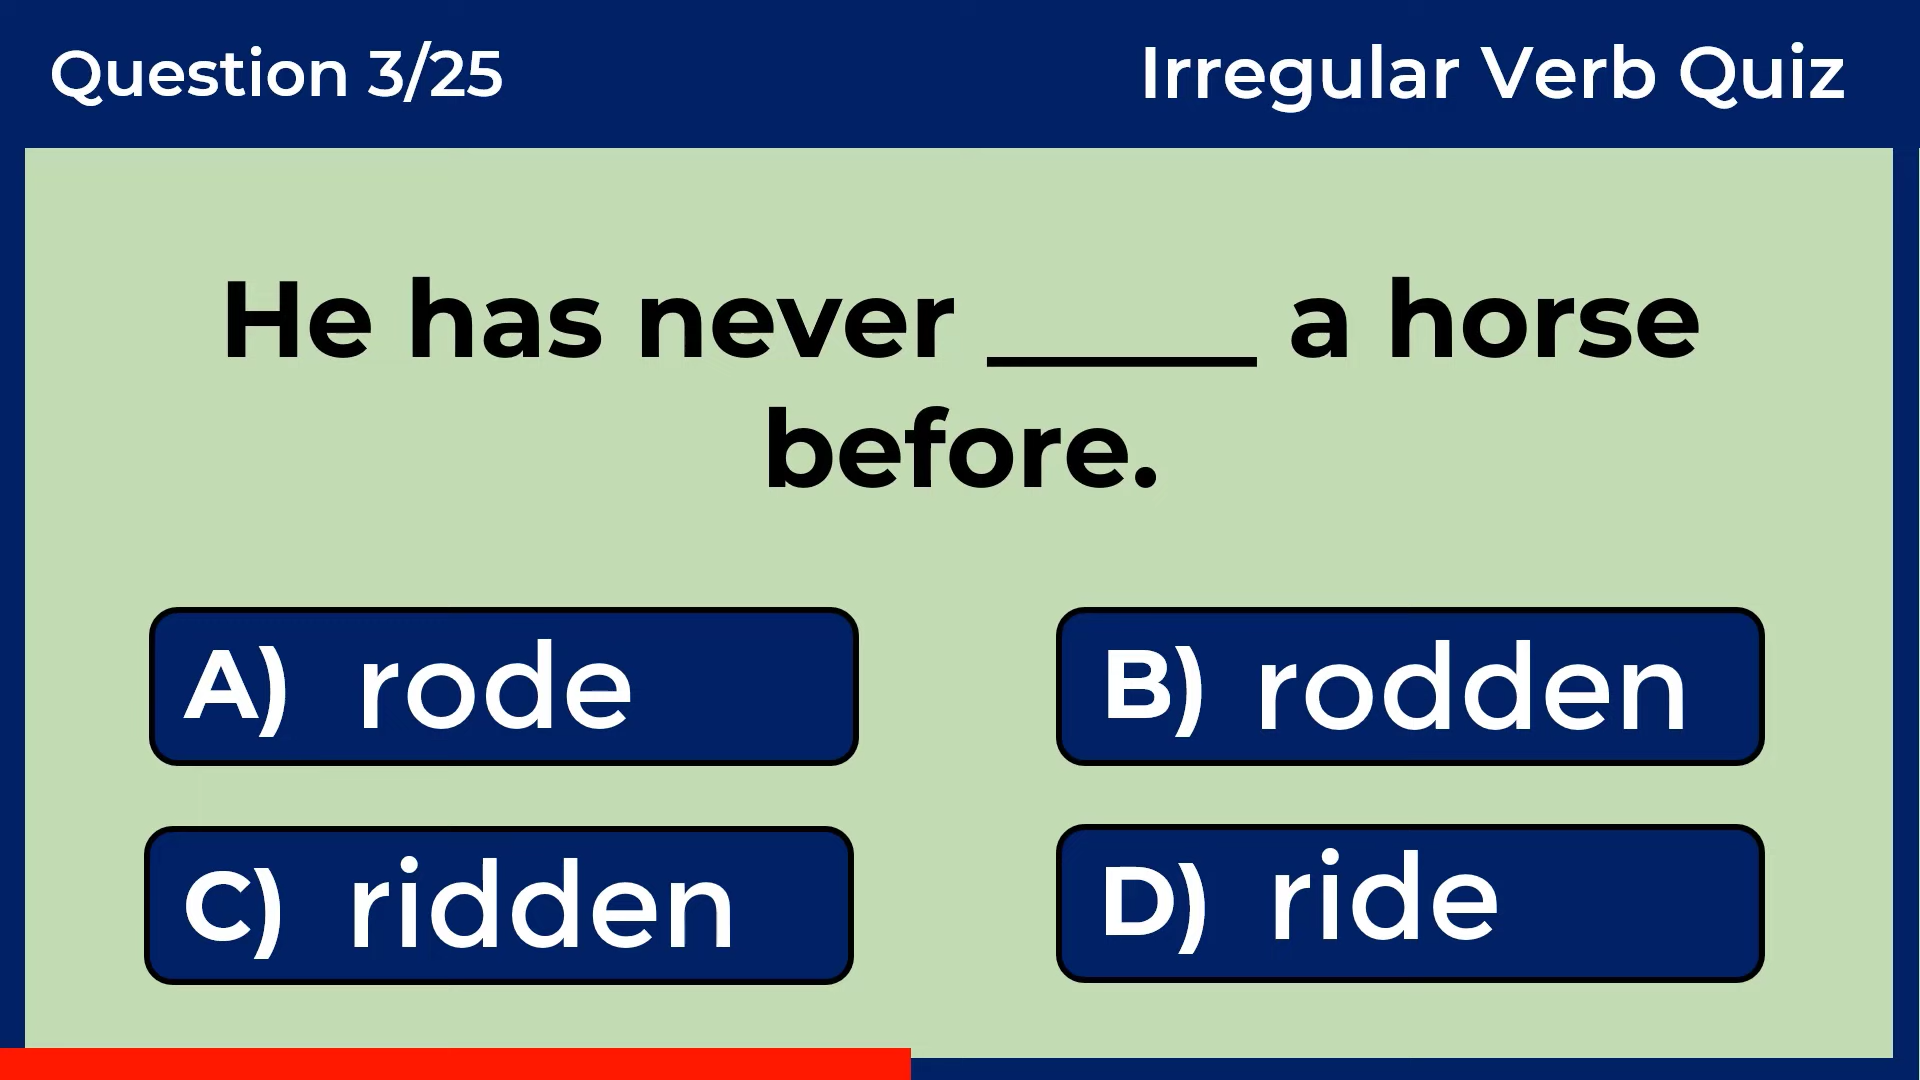 Question 3/25
Irregular Verb Quiz
He has never _____ a horse
before.
A) rode
B) rodden
C) ridden
D) ride